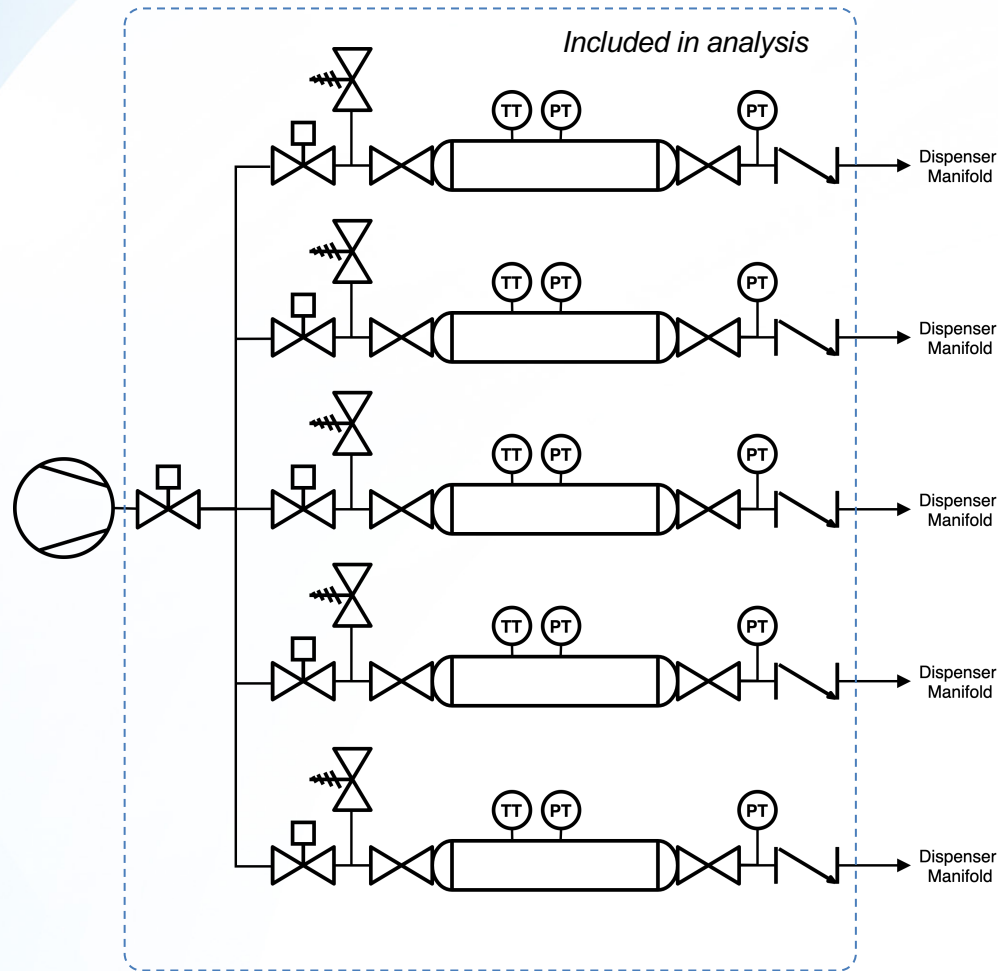 Included in analysis
TT PT PT
Dispenser
Manifold
TT PT PT
Dispenser
Manifold
TT PT PT
Dispenser
Manifold
TT PT PT
Dispenser
Manifold
TT PT PT
Dispenser
Manifold